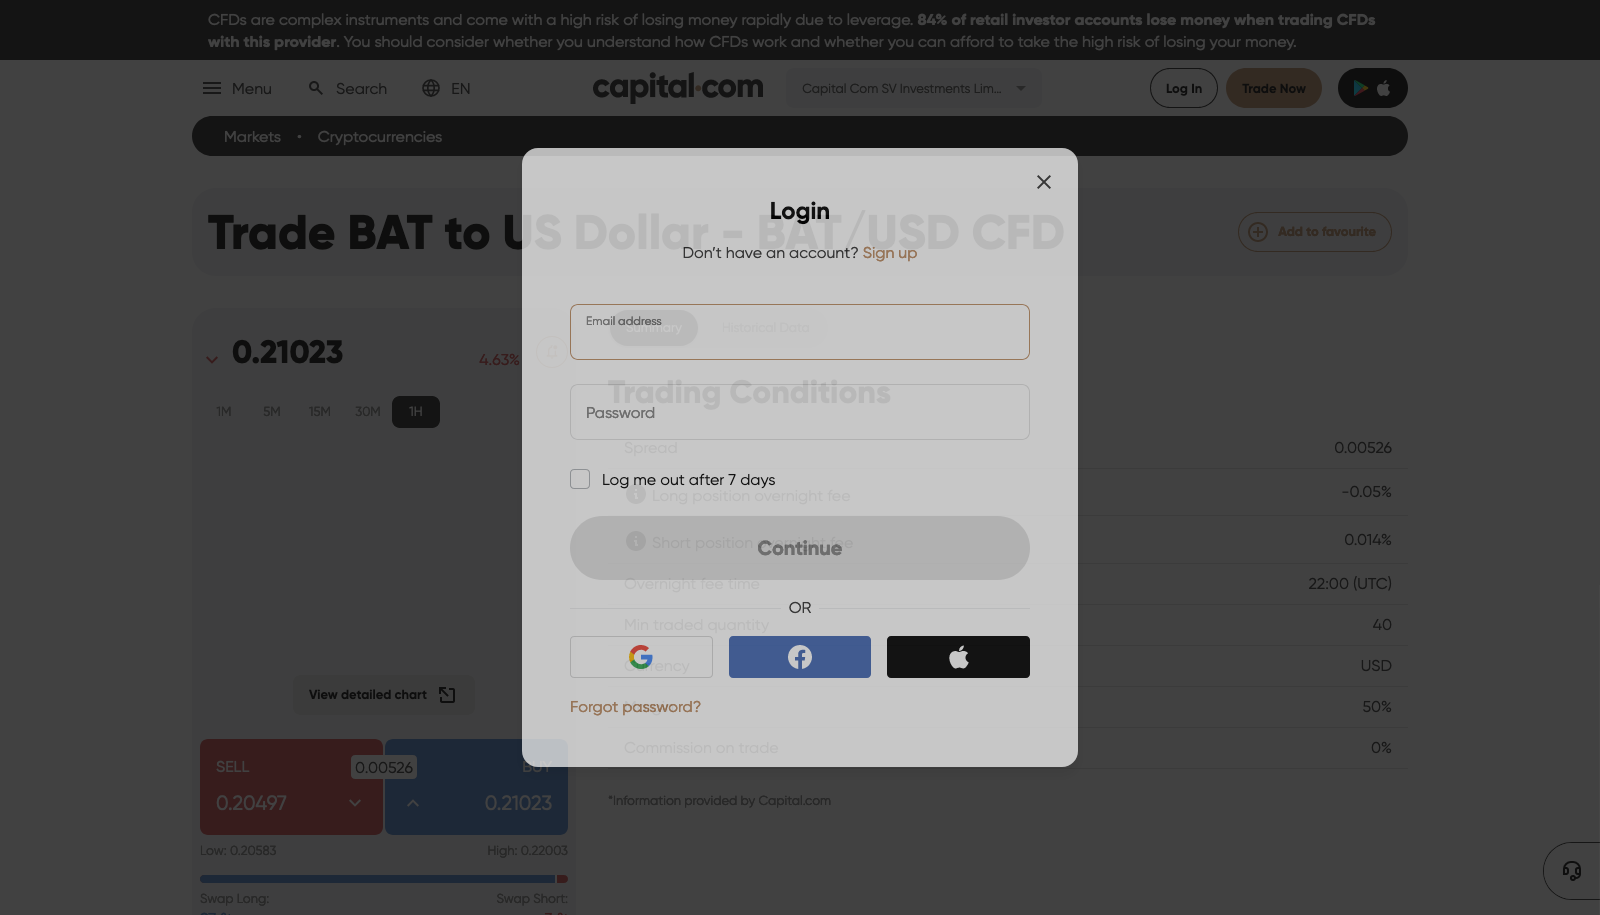 CFDs are complex instruments and come with a high risk of losing money rapidly due to leverage. 84% of retail investor accounts lose money when trading CFDs
with this provider. You should consider whether you understand how CFDs work and whether you can afford to take the high risk of losing your money.
Menu
Search
EN
capital.com
Capital Com SV Investments Lim...
Log In
Trade Now
Markets • Cryptocurrencies
Trade BAT to US Dollar - BAT/USD CFD
Add to favourite
0.21023
4.63%
1M 5M 15M 30M 1H
View detailed chart
SELL
0.20497
0.00526
BUY
0.21023
Low: 0.20583
High: 0.22003
Swap Long:
Swap Short:
Login
Don't have an account? Sign up
Email address
Password
Log me out after 7 days
Continue
OR
Forgot password?
Summary
Historical Data
Trading Conditions
Spread 0.00526
Long position overnight fee -0.05%
Short position overnight fee 0.014%
Overnight fee time 22:00 (UTC)
Min traded quantity 40
Currency USD
50%
Commission on trade 0%
*Information provided by Capital.com